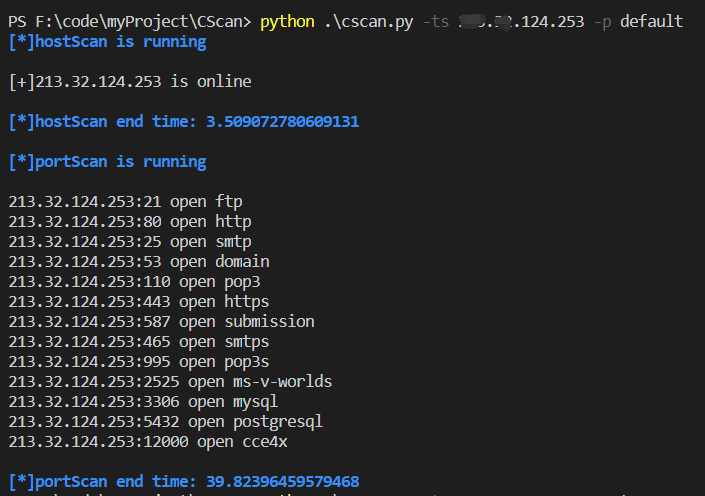 PS F:\code\myProject\CScan> python .\cscan.py -ts .124.253 -p default
[*]hostScan is running
[+]213.32.124.253 is online
[*]hostScan end time: 3.509072780609131
[*]portScan is running
213.32.124.253:21 open ftp
213.32.124.253:80 open http
213.32.124.253:25 open smtp
213.32.124.253:53 open domain
213.32.124.253:110 open pop3
213.32.124.253:443 open https
213.32.124.253:587 open submission
213.32.124.253:465 open smtps
213.32.124.253:995 open pop3s
213.32.124.253:2525 open ms-v-worlds
213.32.124.253:3306 open mysql
213.32.124.253:5432 open postgresql
213.32.124.253:12000 open cce4x
[*]portScan end time: 39.82396459579468